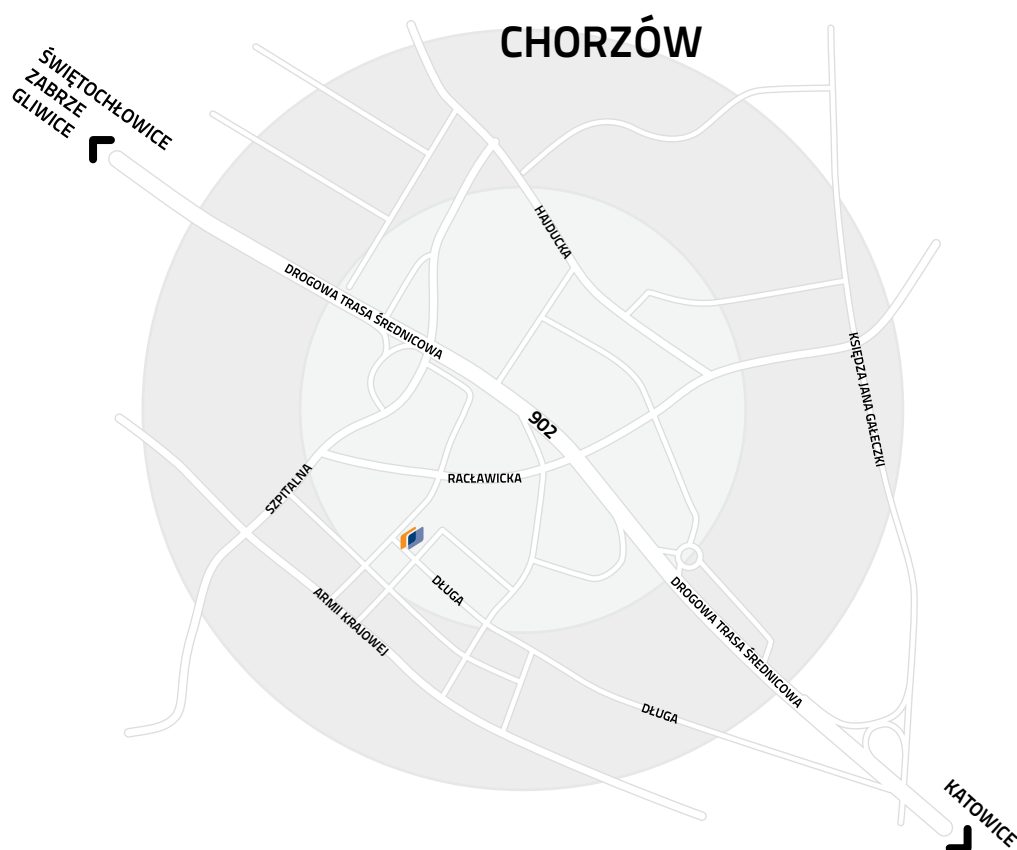 CHORZÓW
ŚWIĘTOCHŁOWICE
ZABRZE
GLIWICE
HAJDUCKA
DROGOWA TRASA ŚREDNICOWA
KSIĘDZA JANA GAŁECZKI
902
RACŁAWICKA
SZPITALNA
DŁUGA
ARMII KRAJOWEJ
DROGOWA TRASA ŚREDNICOWA
DŁUGA
KATOWICE